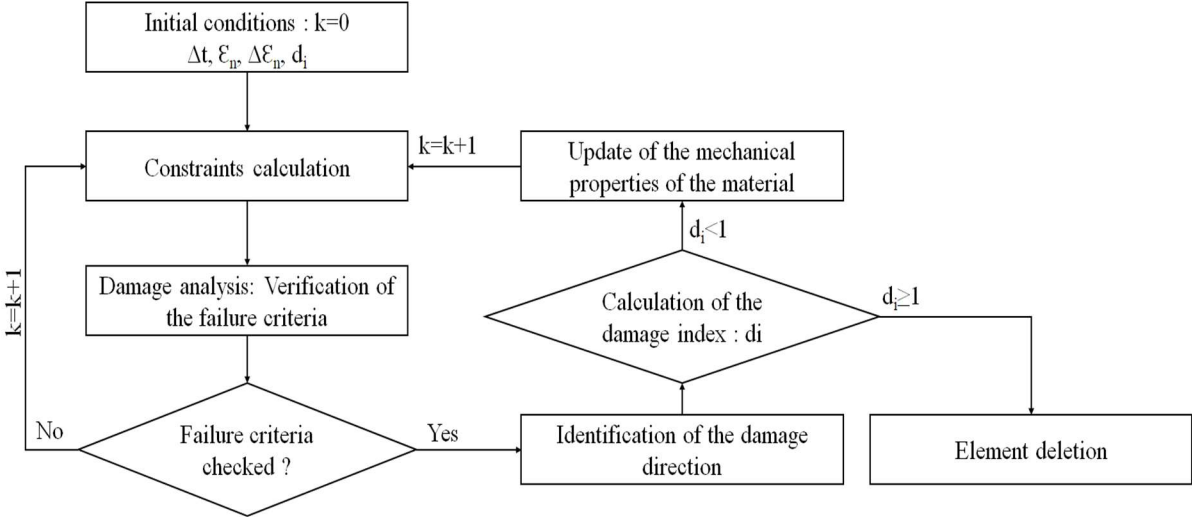 Initial conditions : k=0
Δt, Ɛn, ΔƐn, di
Constraints calculation
k=k+1
Update of the mechanical
properties of the material
di<1
Damage analysis: Verification of
the failure criteria
k=k+1
Calculation of the
damage index : di
di≥1
No
Failure criteria
checked ?
Yes
Identification of the damage
direction
Element deletion